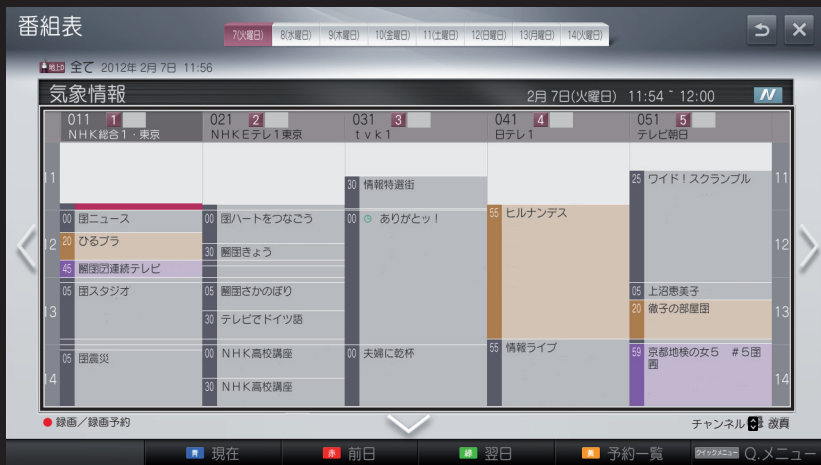 番組表
7(火曜日) 8(水曜日) 9(木曜日) 10(金曜日) 11(土曜日) 12(日曜日) 13(月曜日) 14(火曜日)
地上D 全て 2012年 2月 7日 11:56
気象情報 2月 7日(火曜日) 11:54~12:00 N
011 1 021 2 031 3 041 4 051 5
NHK総合1・東京 NHKEテレ1東京 tvk1 日テレ1 テレビ朝日
11 30 情報特選街 25 ワイド!スクランブル 11
00 ニュース 00 ハートをつなごう 00 ありがとッ! 55 ヒルナンデス
12 20 ひるブラ 12
30 きょう
45 連続テレビ
05 スタジオ 05 さかのぼり 05 上沼恵美子
13 30 テレビでドイツ語 20 徹子の部屋 13
05 震災 00 NHK高校講座 00 夫婦に乾杯 55 情報ライブ 59 京都地検の女5 #5
14 30 NHK高校講座 14
録画/録画予約 チャンネル 改頁
青 現在 赤 前日 緑 翌日 黄 予約一覧 クイックメニュー Q.メニュー